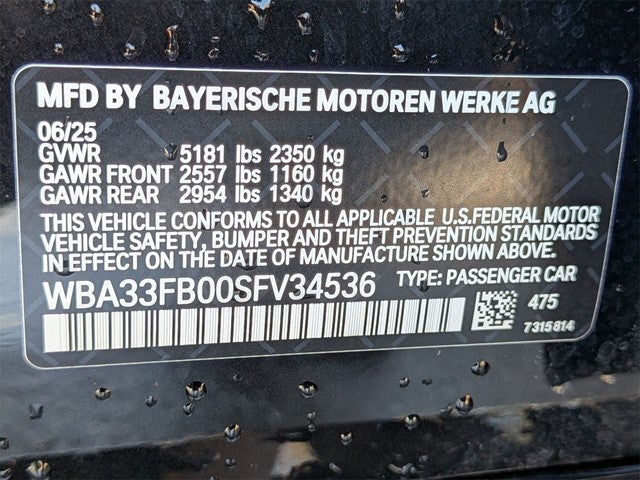 MFD BY BAYERISCHE MOTOREN WERKE AG
06/25
GVWR 5181 lbs 2350 kg
GAWR FRONT 2557 lbs 1160 kg
GAWR REAR 2954 lbs 1340 kg
THIS VEHICLE CONFORMS TO ALL APPLICABLE U.S.FEDERAL MOTOR
VEHICLE SAFETY, BUMPER AND THEFT PREVENTION STANDARDS
IN EFFECT ON THE DATE OF MANUFACTURE SHOWN ABOVE.
WBA33FB00SFV34536 TYPE: PASSENGER CAR
475
7315814